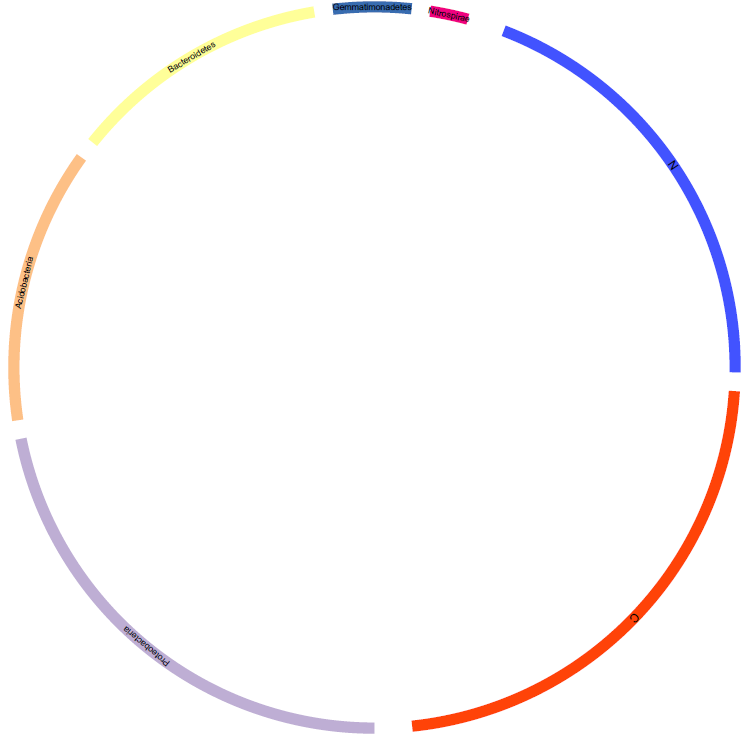 Gemmatimonadetes
Nitrospirae
Bacteroidetes
N
Acidobacteria
C
Proteobacteria